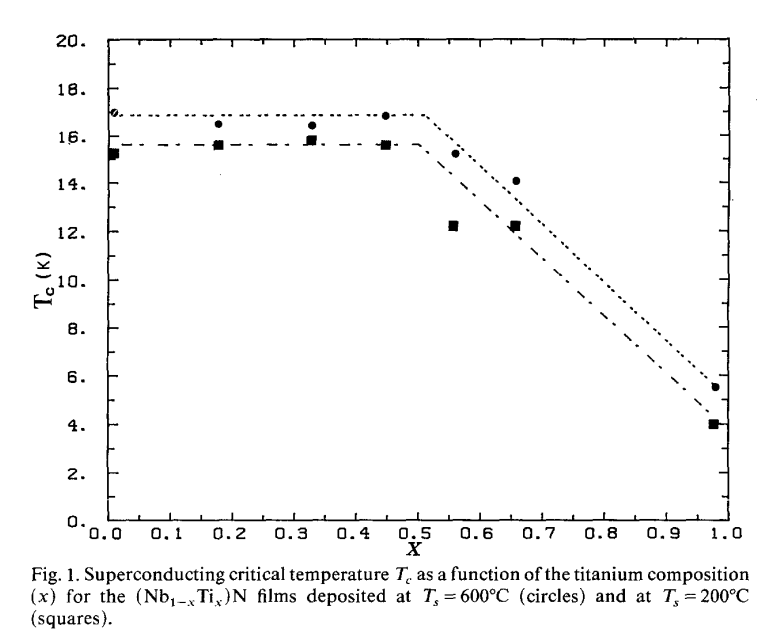 20.
18.
16.
14.
12.
10.
8.
6.
4.
2.
0.
T_c (K)
0.0 0.1 0.2 0.3 0.4 0.5 0.6 0.7 0.8 0.9 1.0
X
Fig. 1. Superconducting critical temperature T_c as a function of the titanium composition
(x) for the (Nb₁₋ₓTiₓ)N films deposited at T_s = 600°C (circles) and at T_s = 200°C
(squares).